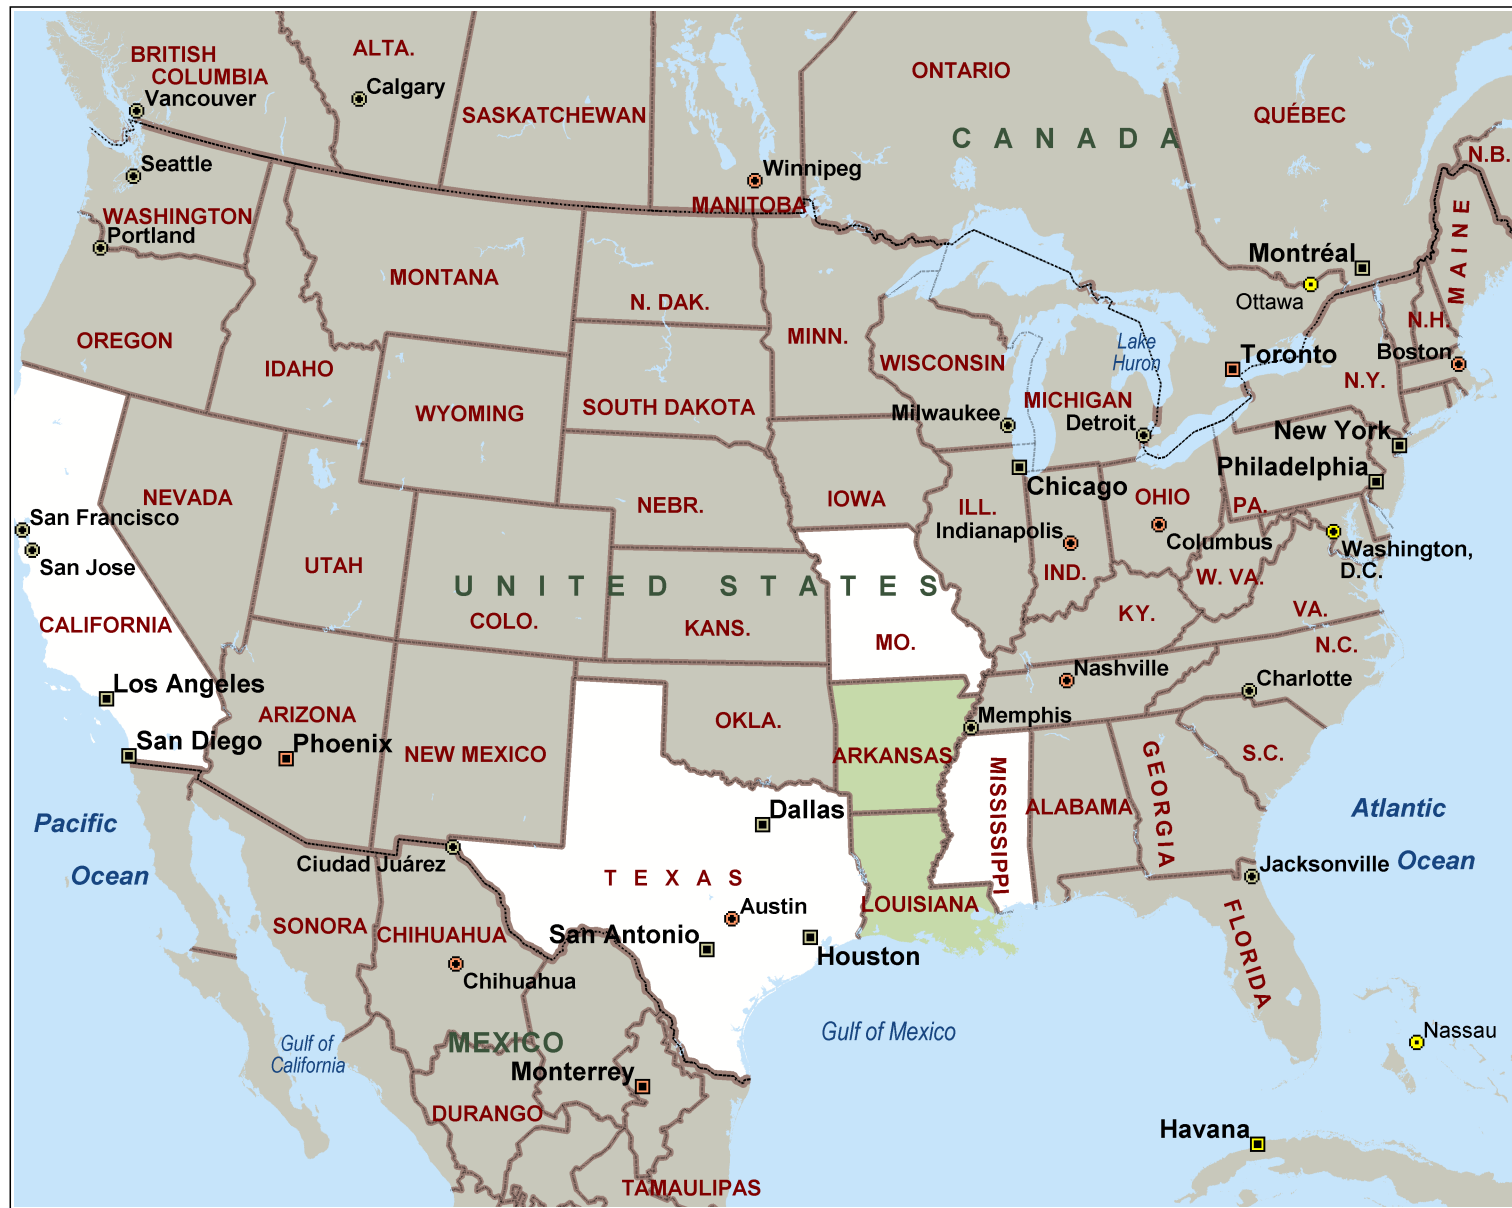 BRITISH
COLUMBIA
Vancouver
ALTA.
Calgary
SASKATCHEWAN
Winnipeg
MANITOBA
ONTARIO
CANADA
QUÉBEC
N.B.
Seattle
WASHINGTON
Portland
MONTANA
N. DAK.
MINN.
Montréal
Ottawa
MAINE
OREGON
IDAHO
WYOMING
SOUTH DAKOTA
WISCONSIN
Milwaukee
MICHIGAN
Detroit
Lake
Huron
Toronto
N.H.
Boston
N.Y.
New York
Philadelphia
NEVADA
San Francisco
San Jose
CALIFORNIA
UTAH
COLO.
NEBR.
IOWA
ILL.
Chicago
Indianapolis
IND.
OHIO
Columbus
PA.
W. VA.
Washington,
D.C.
VA.
UNITED STATES
KANS.
MO.
KY.
N.C.
Los Angeles
San Diego
ARIZONA
Phoenix
NEW MEXICO
OKLA.
ARKANSAS
Memphis
Nashville
Charlotte
S.C.
Pacific
Ocean
Ciudad Juárez
TEXAS
Dallas
Austin
San Antonio
Houston
LOUISIANA
MISSISSIPPI
ALABAMA
GEORGIA
Jacksonville
FLORIDA
Atlantic
Ocean
SONORA
CHIHUAHUA
Chihuahua
Gulf of
California
MEXICO
Monterrey
DURANGO
TAMAULIPAS
Gulf of Mexico
Nassau
Havana